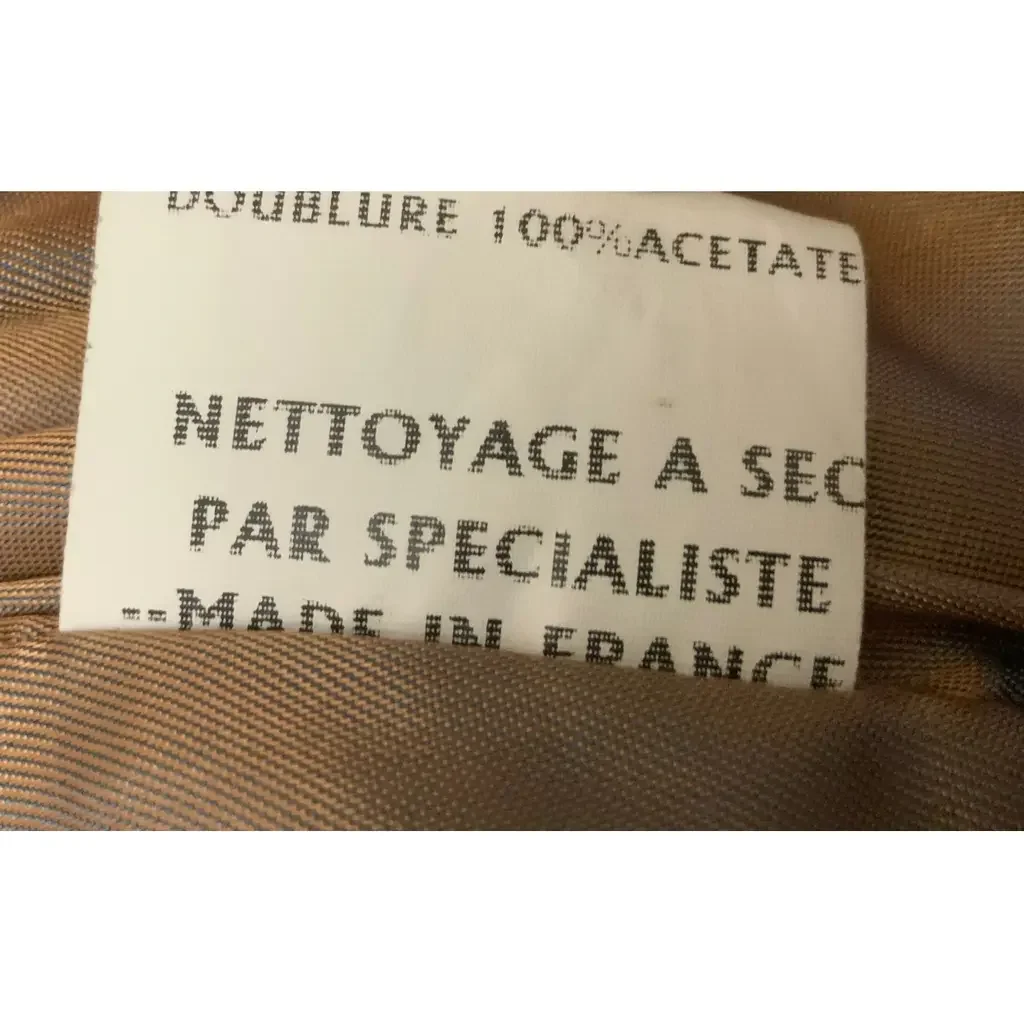 DOUBLURE 100%ACETATE
NETTOYAGE A SEC
PAR SPECIALISTE
--MADE IN FRANCE